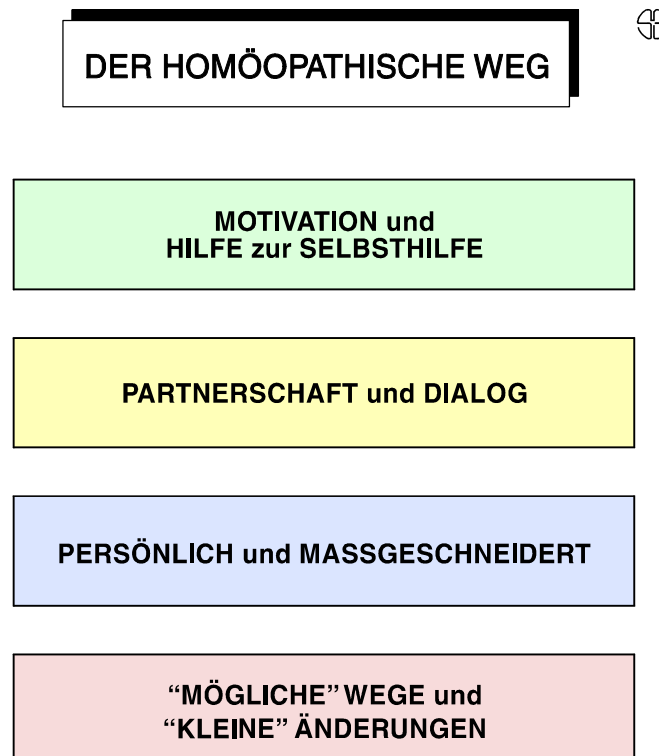 DER HOMÖOPATHISCHE WEG
MOTIVATION und
HILFE zur SELBSTHILFE
PARTNERSCHAFT und DIALOG
PERSÖNLICH und MASSGESCHNEIDERT
“MÖGLICHE” WEGE und
“KLEINE” ÄNDERUNGEN